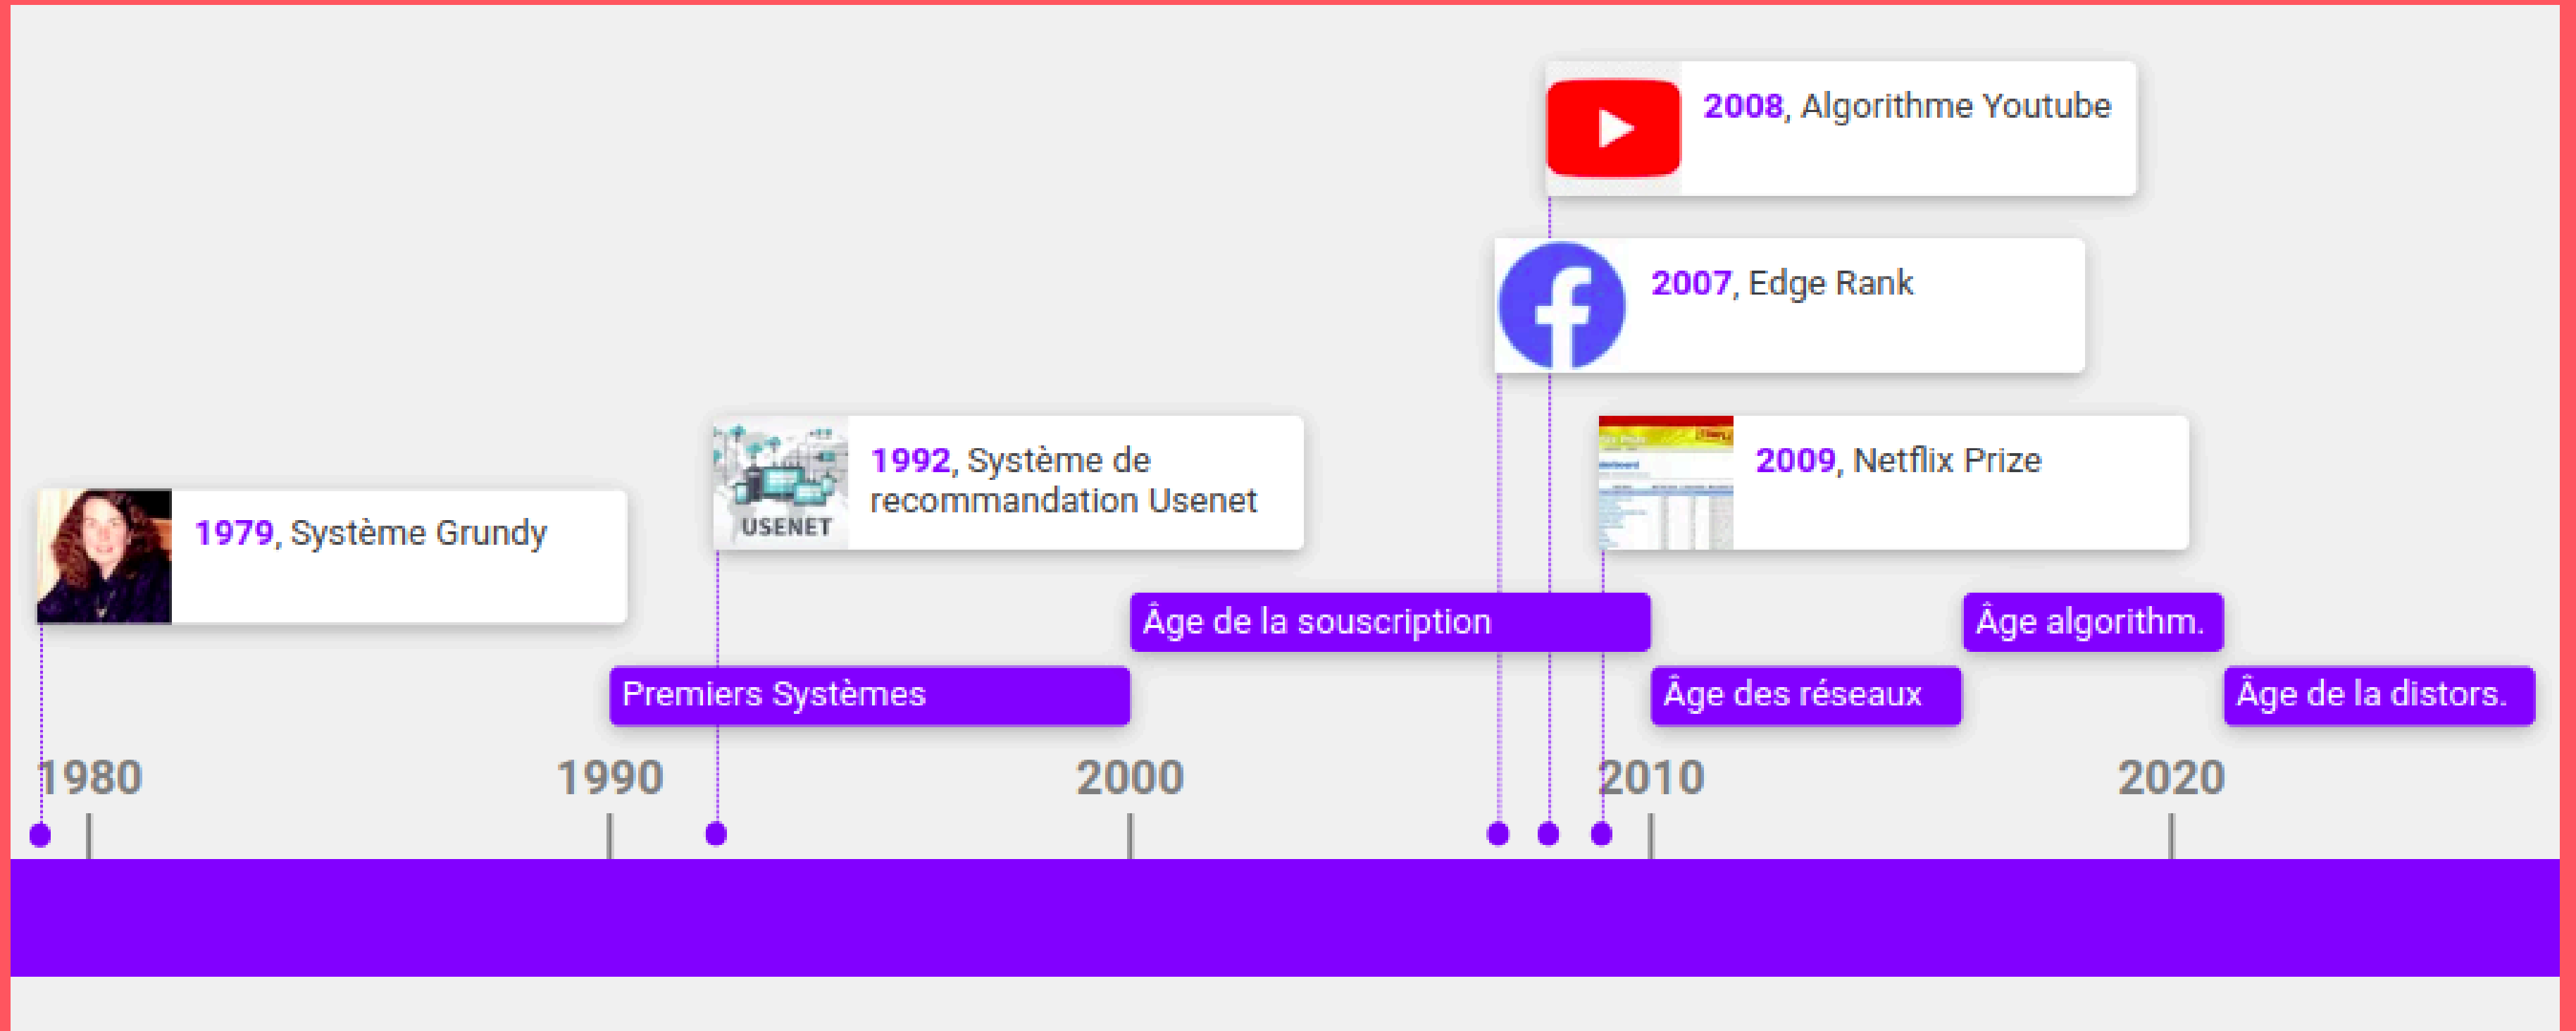 2008, Algorithme Youtube
2007, Edge Rank
1992, Système de
recommandation Usenet
USENET
2009, Netflix Prize
1979, Système Grundy
Âge de la souscription
Âge algorithm.
Premiers Systèmes
Âge des réseaux
Âge de la distors.
1980
1990
2000
2010
2020